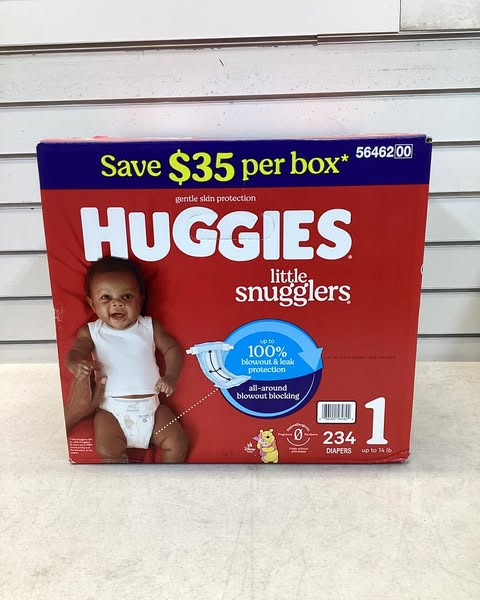 Save $35 per box*
5646200
gentle skin protection
HUGGIES
little
snugglers
up to
100%
blowout & leak
protection
all-around
blowout blocking
234
DIAPERS
1
up to 14 lb